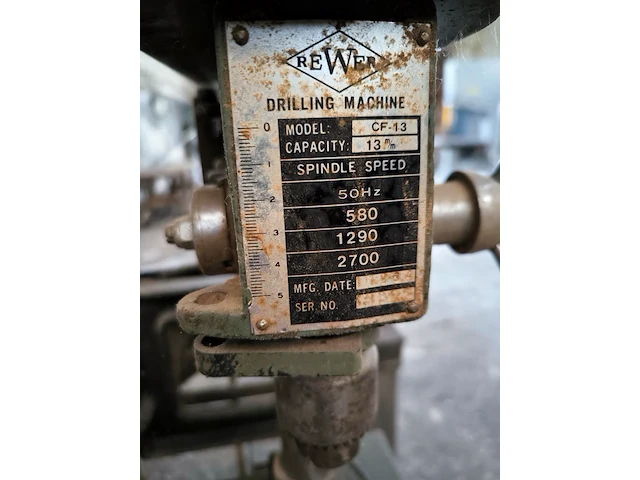 REWER
DRILLING MACHINE
MODEL: CF-13
CAPACITY: 13 m/m
SPINDLE SPEED
50Hz
580
1290
2700
MFG. DATE:
SER. NO.
0
1
2
3
4
5